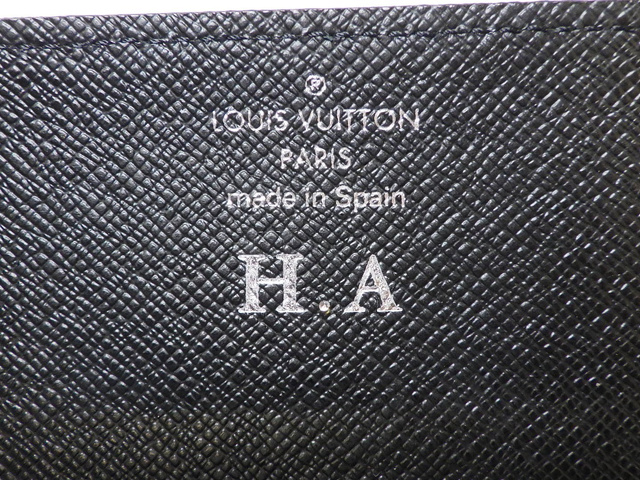 ®
LOUIS VUITTON
PARIS
made in Spain
H.A